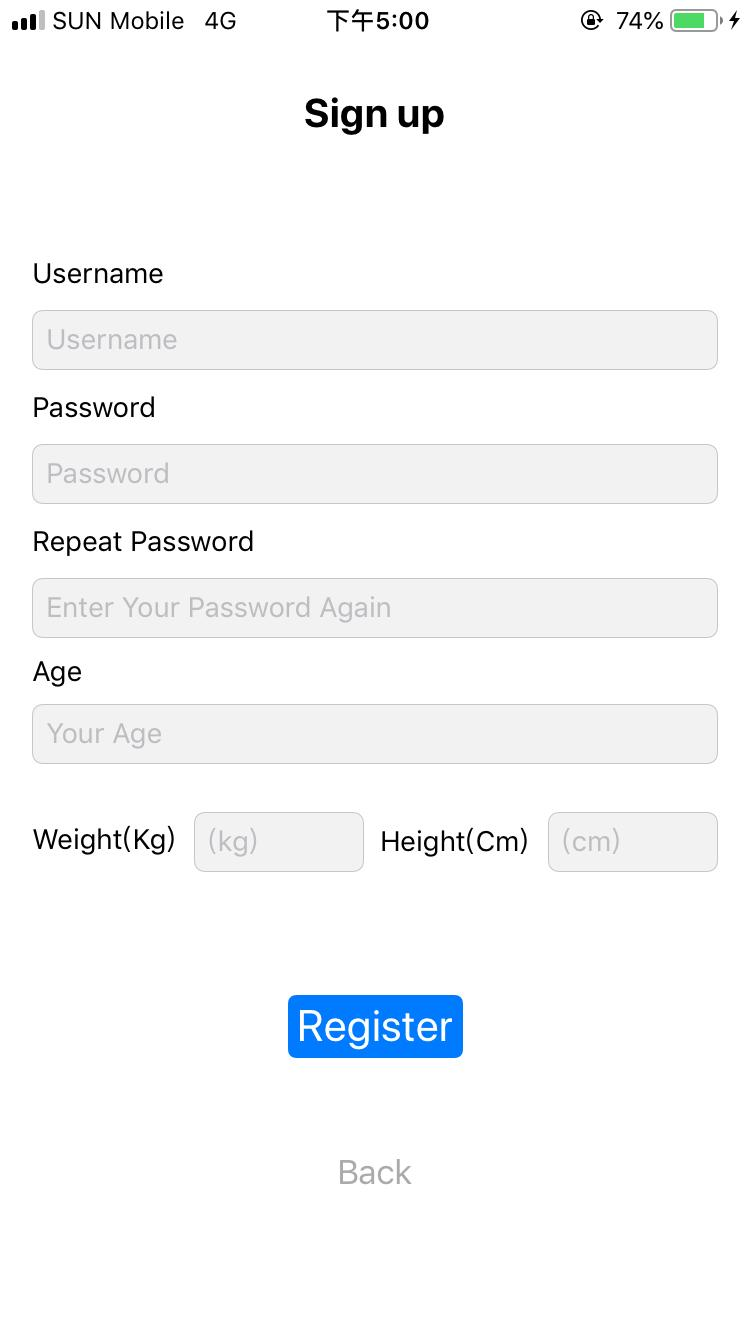 SUN Mobile 4G 下午5:00 74%
Sign up
Username
Username
Password
Password
Repeat Password
Enter Your Password Again
Age
Your Age
Weight(Kg) (kg) Height(Cm) (cm)
Register
Back